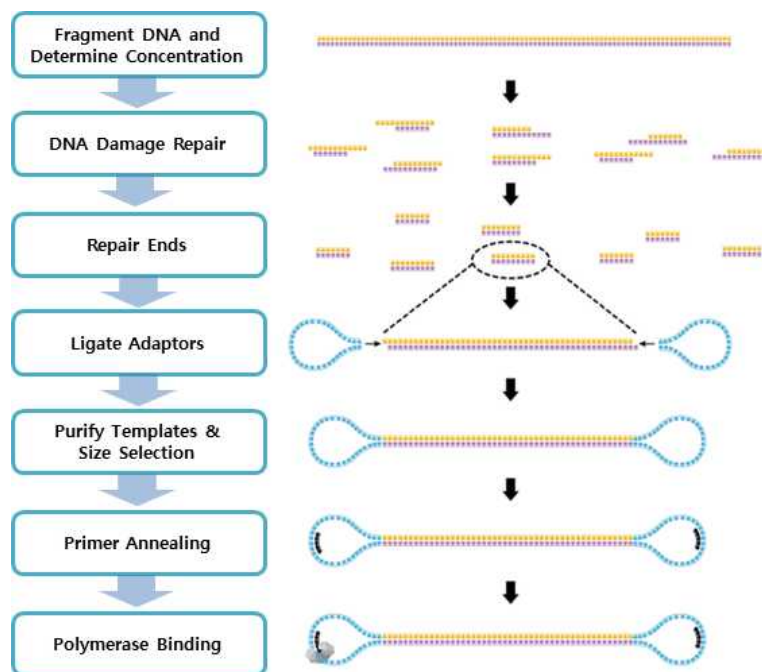 Fragment DNA and
Determine Concentration
DNA Damage Repair
Repair Ends
Ligate Adaptors
Purify Templates &
Size Selection
Primer Annealing
Polymerase Binding